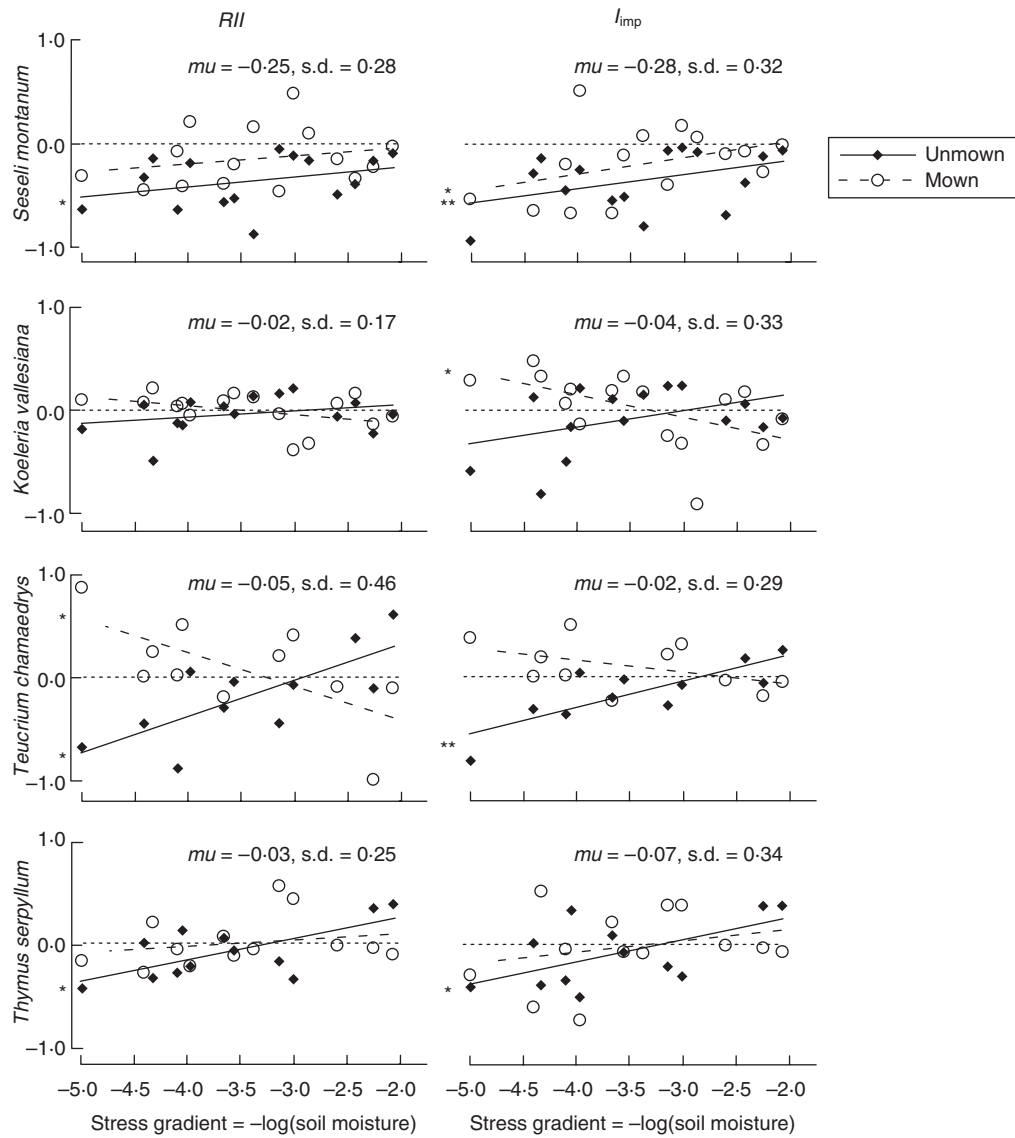 RII
I imp
1·0
mu = −0·25, s.d. = 0·28
mu = −0·28, s.d. = 0·32
0·0
−1·0
Seseli montanum
*
*
**
Unmown
Mown
1·0
mu = −0·02, s.d. = 0·17
mu = −0·04, s.d. = 0·33
0·0
−1·0
Koeleria vallesiana
*
1·0
mu = −0·05, s.d. = 0·46
mu = −0·02, s.d. = 0·29
0·0
−1·0
Teucrium chamaedrys
*
*
**
1·0
mu = −0·03, s.d. = 0·25
mu = −0·07, s.d. = 0·34
0·0
−1·0
Thymus serpyllum
*
*
−5·0 −4·5 −4·0 −3·5 −3·0 −2·5 −2·0
−5·0 −4·5 −4·0 −3·5 −3·0 −2·5 −2·0
Stress gradient = −log(soil moisture)
Stress gradient = −log(soil moisture)